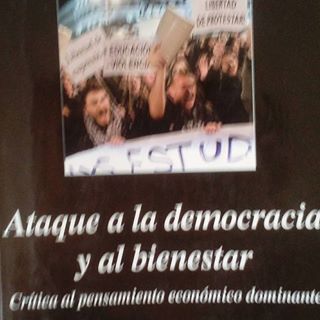 LIBERTAD
DE PROTESTAR!
EDUCACIÓN
ESTUD
Ataque a la democracia
y al bienestar
Crítica al pensamiento económico dominante